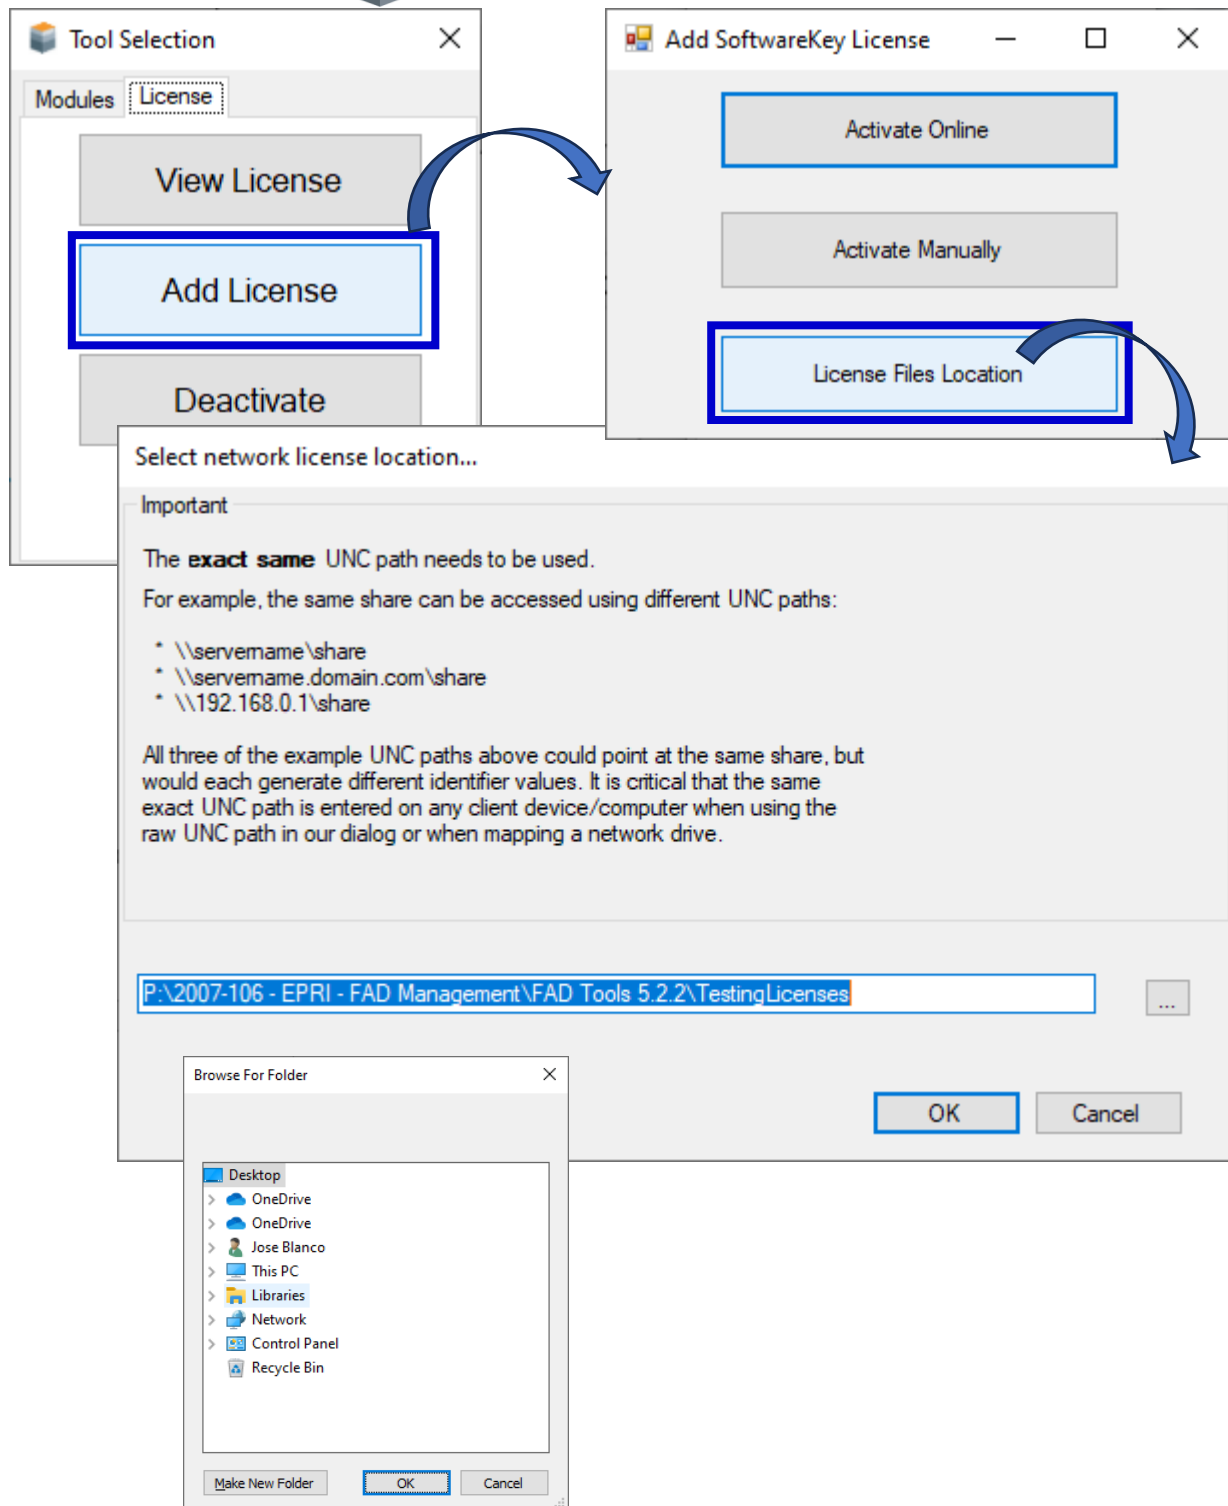 Tool Selection
Modules
License
View License
Add License
Deactivate
Add SoftwareKey License
Activate Online
Activate Manually
License Files Location
Select network license location...
Important
The exact same UNC path needs to be used.
For example, the same share can be accessed using different UNC paths:
* \\servername\share
* \\servername.domain.com\share
* \\192.168.0.1\share
All three of the example UNC paths above could point at the same share, but
would each generate different identifier values. It is critical that the same
exact UNC path is entered on any client device/computer when using the
raw UNC path in our dialog or when mapping a network drive.
P:\2007-106 - EPRI - FAD Management\FAD Tools 5.2.2\TestingLicenses
...
OK
Cancel
Browse For Folder
Desktop
OneDrive
OneDrive
Jose Blanco
This PC
Libraries
Network
Control Panel
Recycle Bin
Make New Folder
OK
Cancel